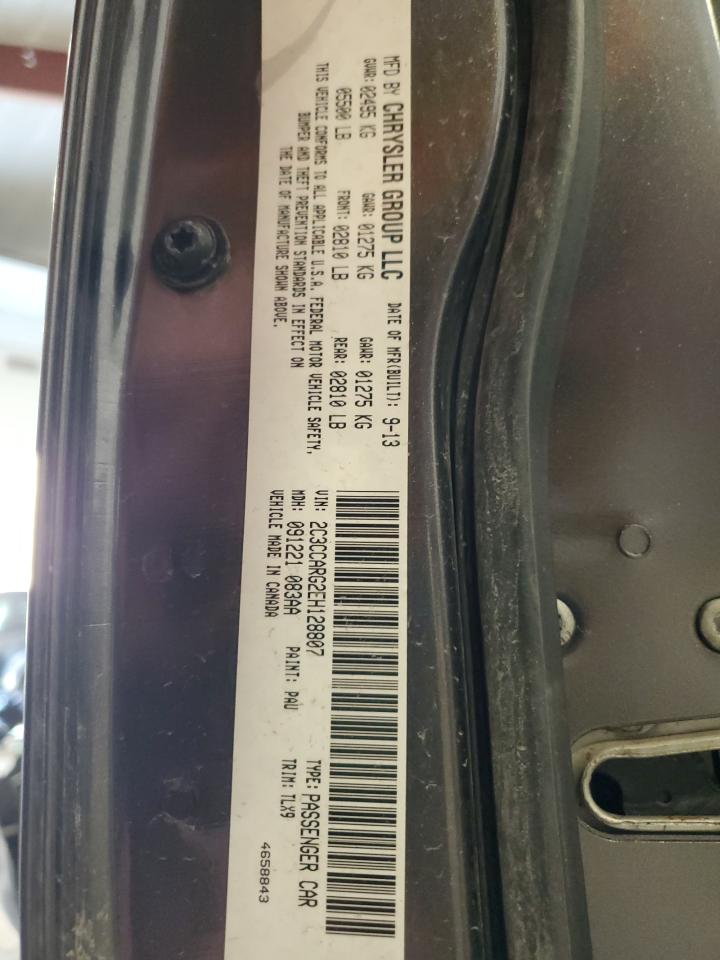 MFD BY CHRYSLER GROUP LLC DATE OF MFR(BUILT): 9-13
GVWR: 02495 KG GAWR: 01275 KG GAWR: 01275 KG
05500 LB FRONT: 02810 LB REAR: 02810 LB
THIS VEHICLE CONFORMS TO ALL APPLICABLE U.S.A. FEDERAL MOTOR VEHICLE SAFETY,
BUMPER AND THEFT PREVENTION STANDARDS IN EFFECT ON
THE DATE OF MANUFACTURE SHOWN ABOVE.
VIN: 2C3CCARG2EH128807 TYPE: PASSENGER CAR
MDH: 091221 083AA PAINT: PAU TRIM: TLX9
VEHICLE MADE IN CANADA
4658843